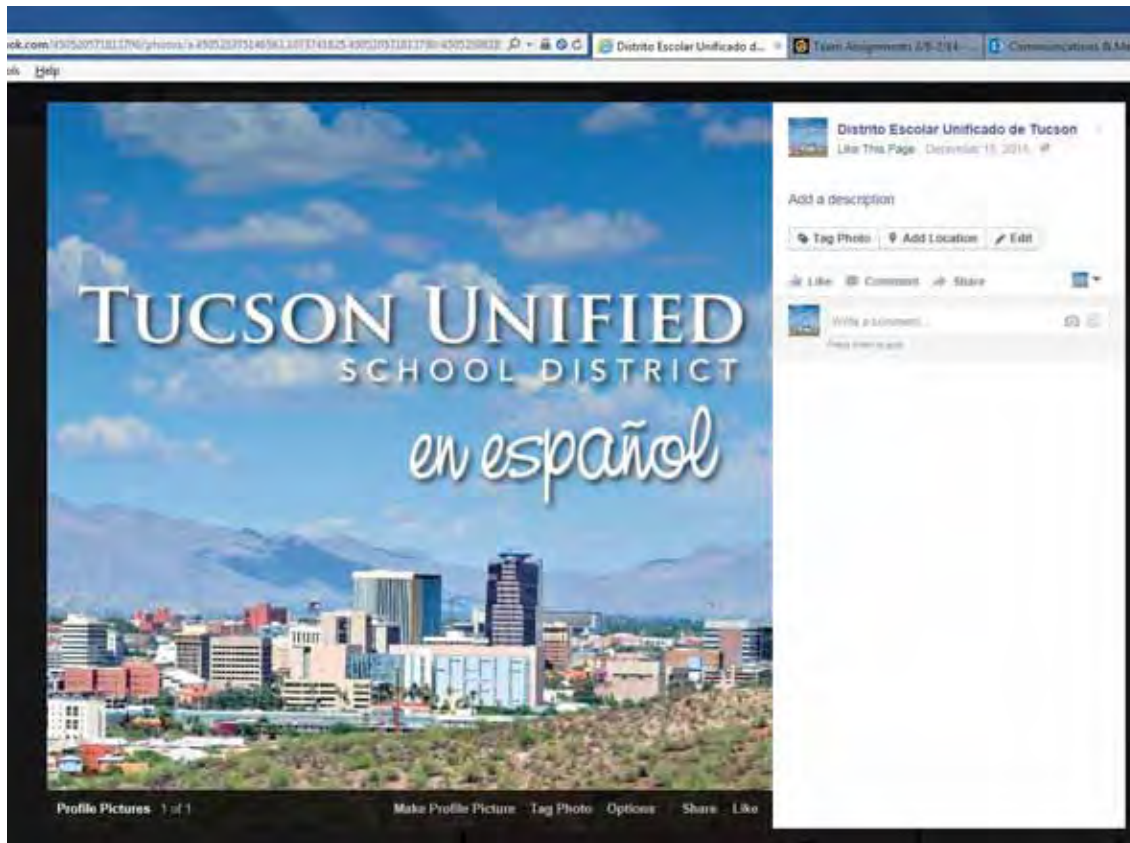 Distrito Escolar Unificado d...
Help
TUCSON UNIFIED
SCHOOL DISTRICT
en español
Profile Pictures 1 of 1
Make Profile Picture Tag Photo Options Share Like
Distrito Escolar Unificado de Tucson
Like This Page December
Add a description
Tag Photo Add Location Edit
Like Comment Share
Write a comment...